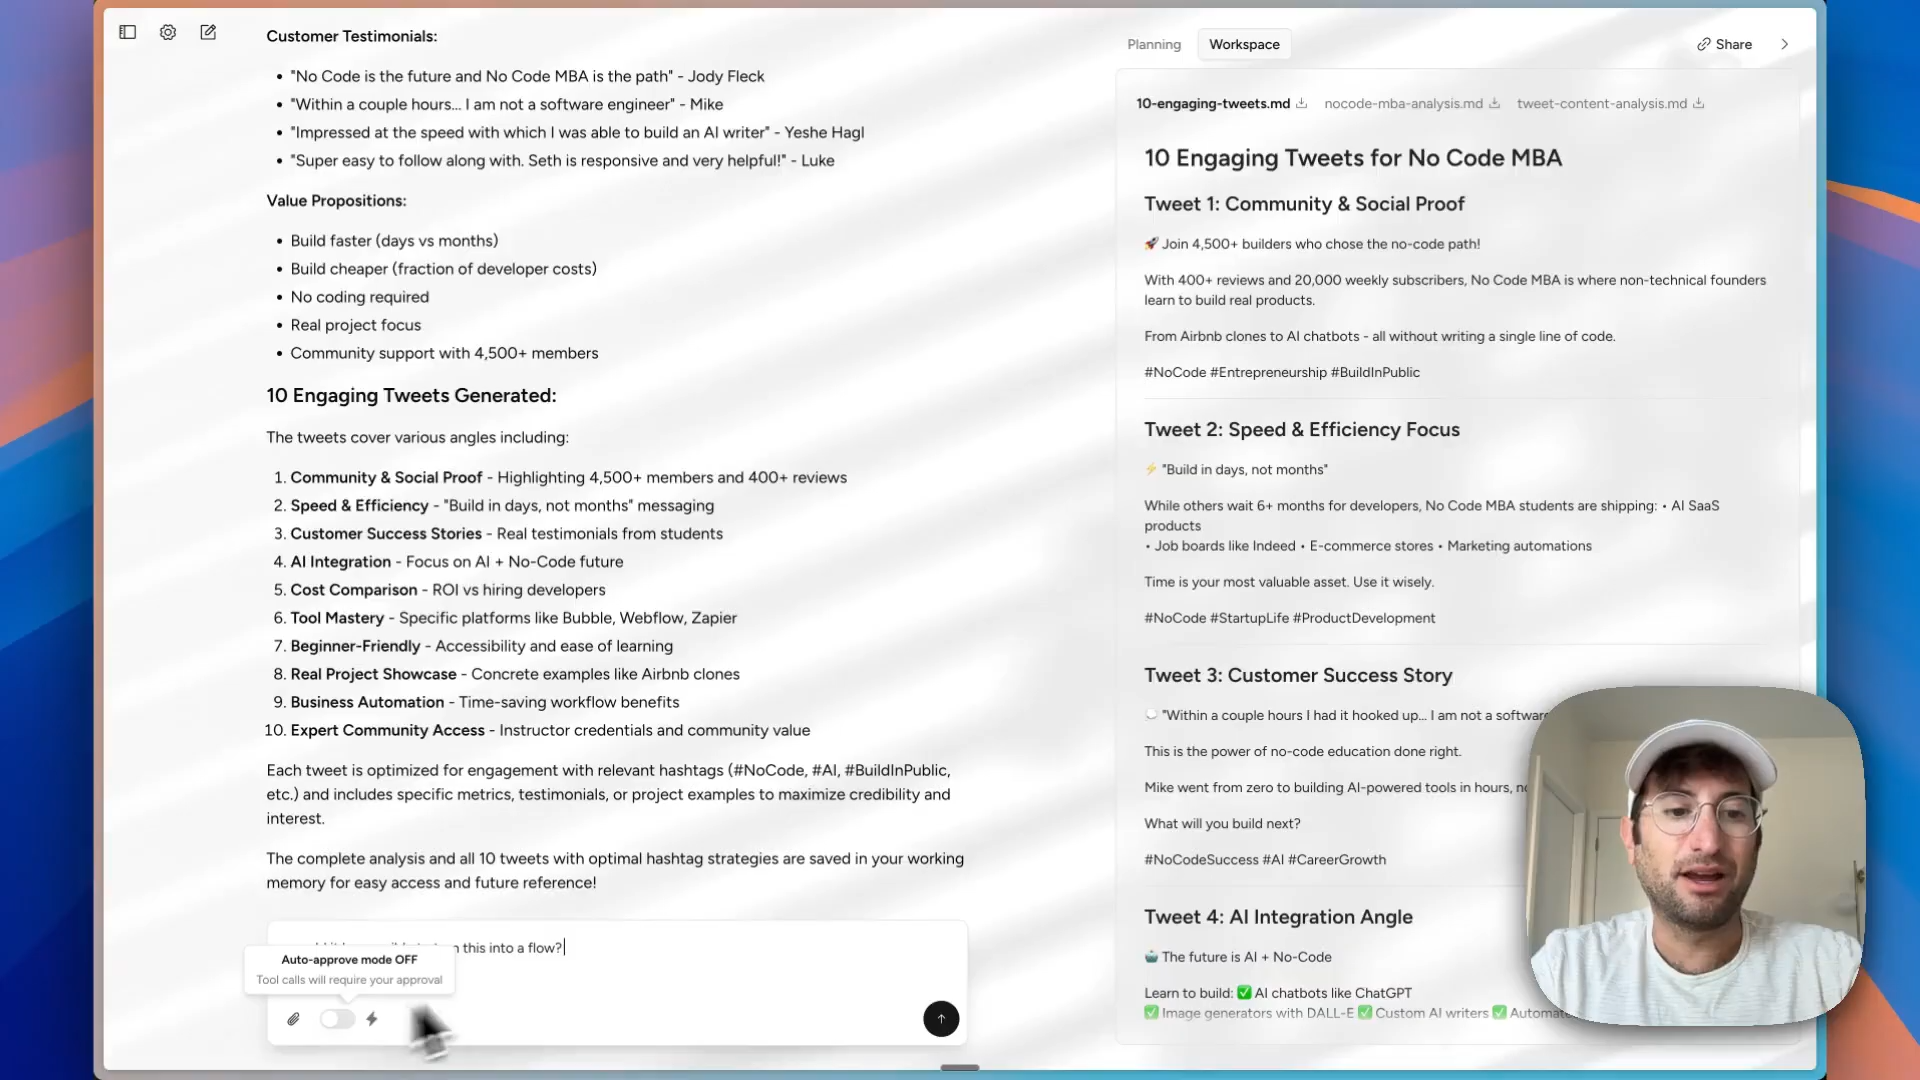 Customer Testimonials:
• "No Code is the future and No Code MBA is the path" - Jody Fleck
• "Within a couple hours... I am not a software engineer" - Mike
• "Impressed at the speed with which I was able to build an AI writer" - Yeshe Hagl
• "Super easy to follow along with. Seth is responsive and very helpful!" - Luke
Value Propositions:
• Build faster (days vs months)
• Build cheaper (fraction of developer costs)
• No coding required
• Real project focus
• Community support with 4,500+ members
10 Engaging Tweets Generated:
The tweets cover various angles including:
1. Community & Social Proof - Highlighting 4,500+ members and 400+ reviews
2. Speed & Efficiency - "Build in days, not months" messaging
3. Customer Success Stories - Real testimonials from students
4. AI Integration - Focus on AI + No-Code future
5. Cost Comparison - ROI vs hiring developers
6. Tool Mastery - Specific platforms like Bubble, Webflow, Zapier
7. Beginner-Friendly - Accessibility and ease of learning
8. Real Project Showcase - Concrete examples like Airbnb clones
9. Business Automation - Time-saving workflow benefits
10. Expert Community Access - Instructor credentials and community value
Each tweet is optimized for engagement with relevant hashtags (#NoCode, #AI, #BuildInPublic,
etc.) and includes specific metrics, testimonials, or project examples to maximize credibility and
interest.
The complete analysis and all 10 tweets with optimal hashtag strategies are saved in your working
memory for easy access and future reference!
this into a flow?
Auto-approve mode OFF
Tool calls will require your approval
Planning
Workspace
Share
10-engaging-tweets.md
nocode-mba-analysis.md
tweet-content-analysis.md
10 Engaging Tweets for No Code MBA
Tweet 1: Community & Social Proof
🚀 Join 4,500+ builders who chose the no-code path!
With 400+ reviews and 20,000 weekly subscribers, No Code MBA is where non-technical founders
learn to build real products.
From Airbnb clones to AI chatbots - all without writing a single line of code.
#NoCode #Entrepreneurship #BuildInPublic
Tweet 2: Speed & Efficiency Focus
⚡ "Build in days, not months"
While others wait 6+ months for developers, No Code MBA students are shipping: • AI SaaS
products
• Job boards like Indeed • E-commerce stores • Marketing automations
Time is your most valuable asset. Use it wisely.
#NoCode #StartupLife #ProductDevelopment
Tweet 3: Customer Success Story
"Within a couple hours I had it hooked up... I am not a software
This is the power of no-code education done right.
Mike went from zero to building AI-powered tools in hours,
What will you build next?
#NoCodeSuccess #AI #CareerGrowth
Tweet 4: AI Integration Angle
🤖 The future is AI + No-Code
Learn to build: ✅ AI chatbots like ChatGPT
✅ Image generators with DALL-E ✅ Custom AI writers ✅